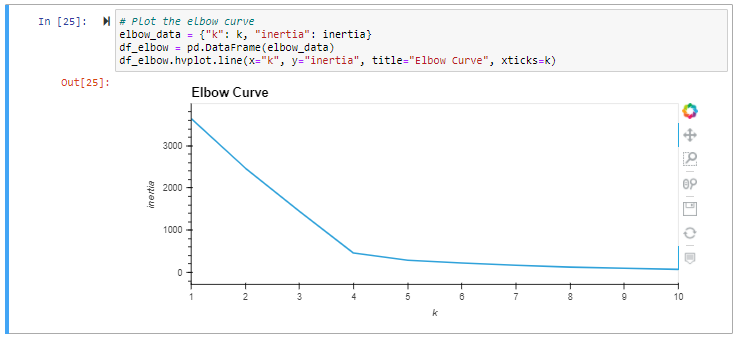 In [25]:
# Plot the elbow curve
elbow_data = {"k": k, "inertia": inertia}
df_elbow = pd.DataFrame(elbow_data)
df_elbow.hvplot.line(x="k", y="inertia", title="Elbow Curve", xticks=k)
Out[25]:
Elbow Curve
3000
2000
1000
0
inertia
1 2 3 4 5 6 7 8 9 10
k